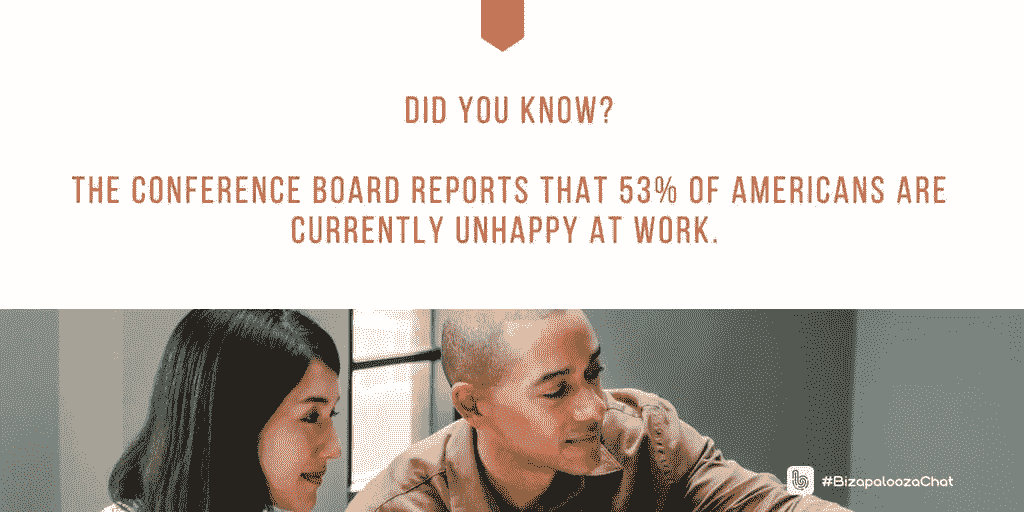 DID YOU KNOW?
THE CONFERENCE BOARD REPORTS THAT 53% OF AMERICANS ARE
CURRENTLY UNHAPPY AT WORK.
#BizapaloozaChat